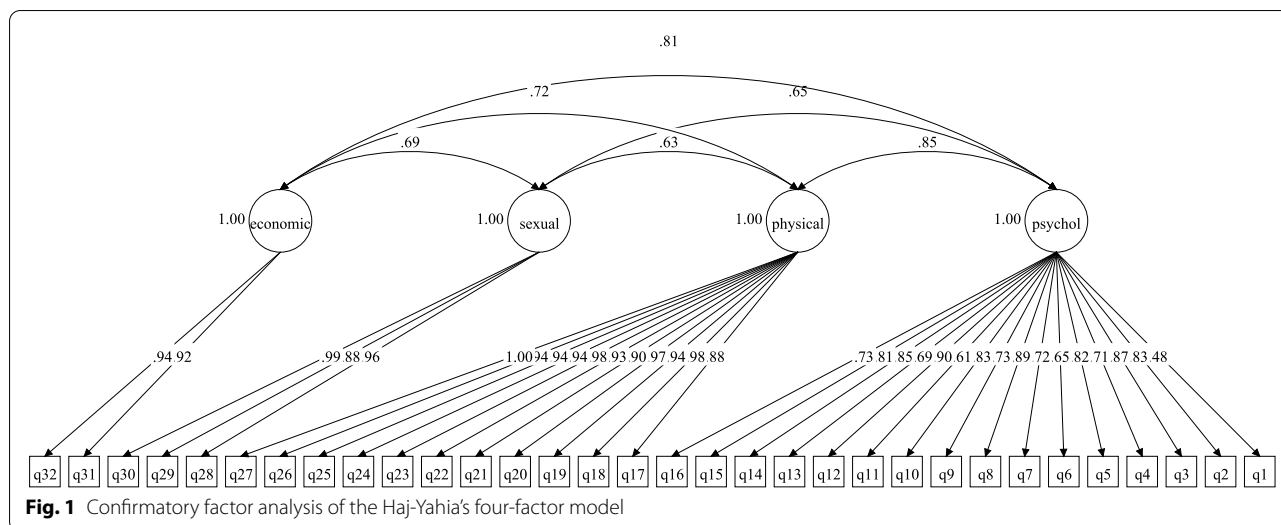 .81
.72 .65
.69 .63 .85
1.00 economic 1.00 sexual 1.00 physical 1.00 psychol
.94 .92 .99 .88 .96 1.00 .94 .94 .94 .98 .93 .90 .97 .94 .98 .88 .73 .81 .85 .69 .90 .61 .83 .73 .89 .72 .65 .82 .71 .87 .83 .48
q32 q31 q30 q29 q28 q27 q26 q25 q24 q23 q22 q21 q20 q19 q18 q17 q16 q15 q14 q13 q12 q11 q10 q9 q8 q7 q6 q5 q4 q3 q2 q1
Fig. 1 Confirmatory factor analysis of the Haj-Yahia's four-factor model